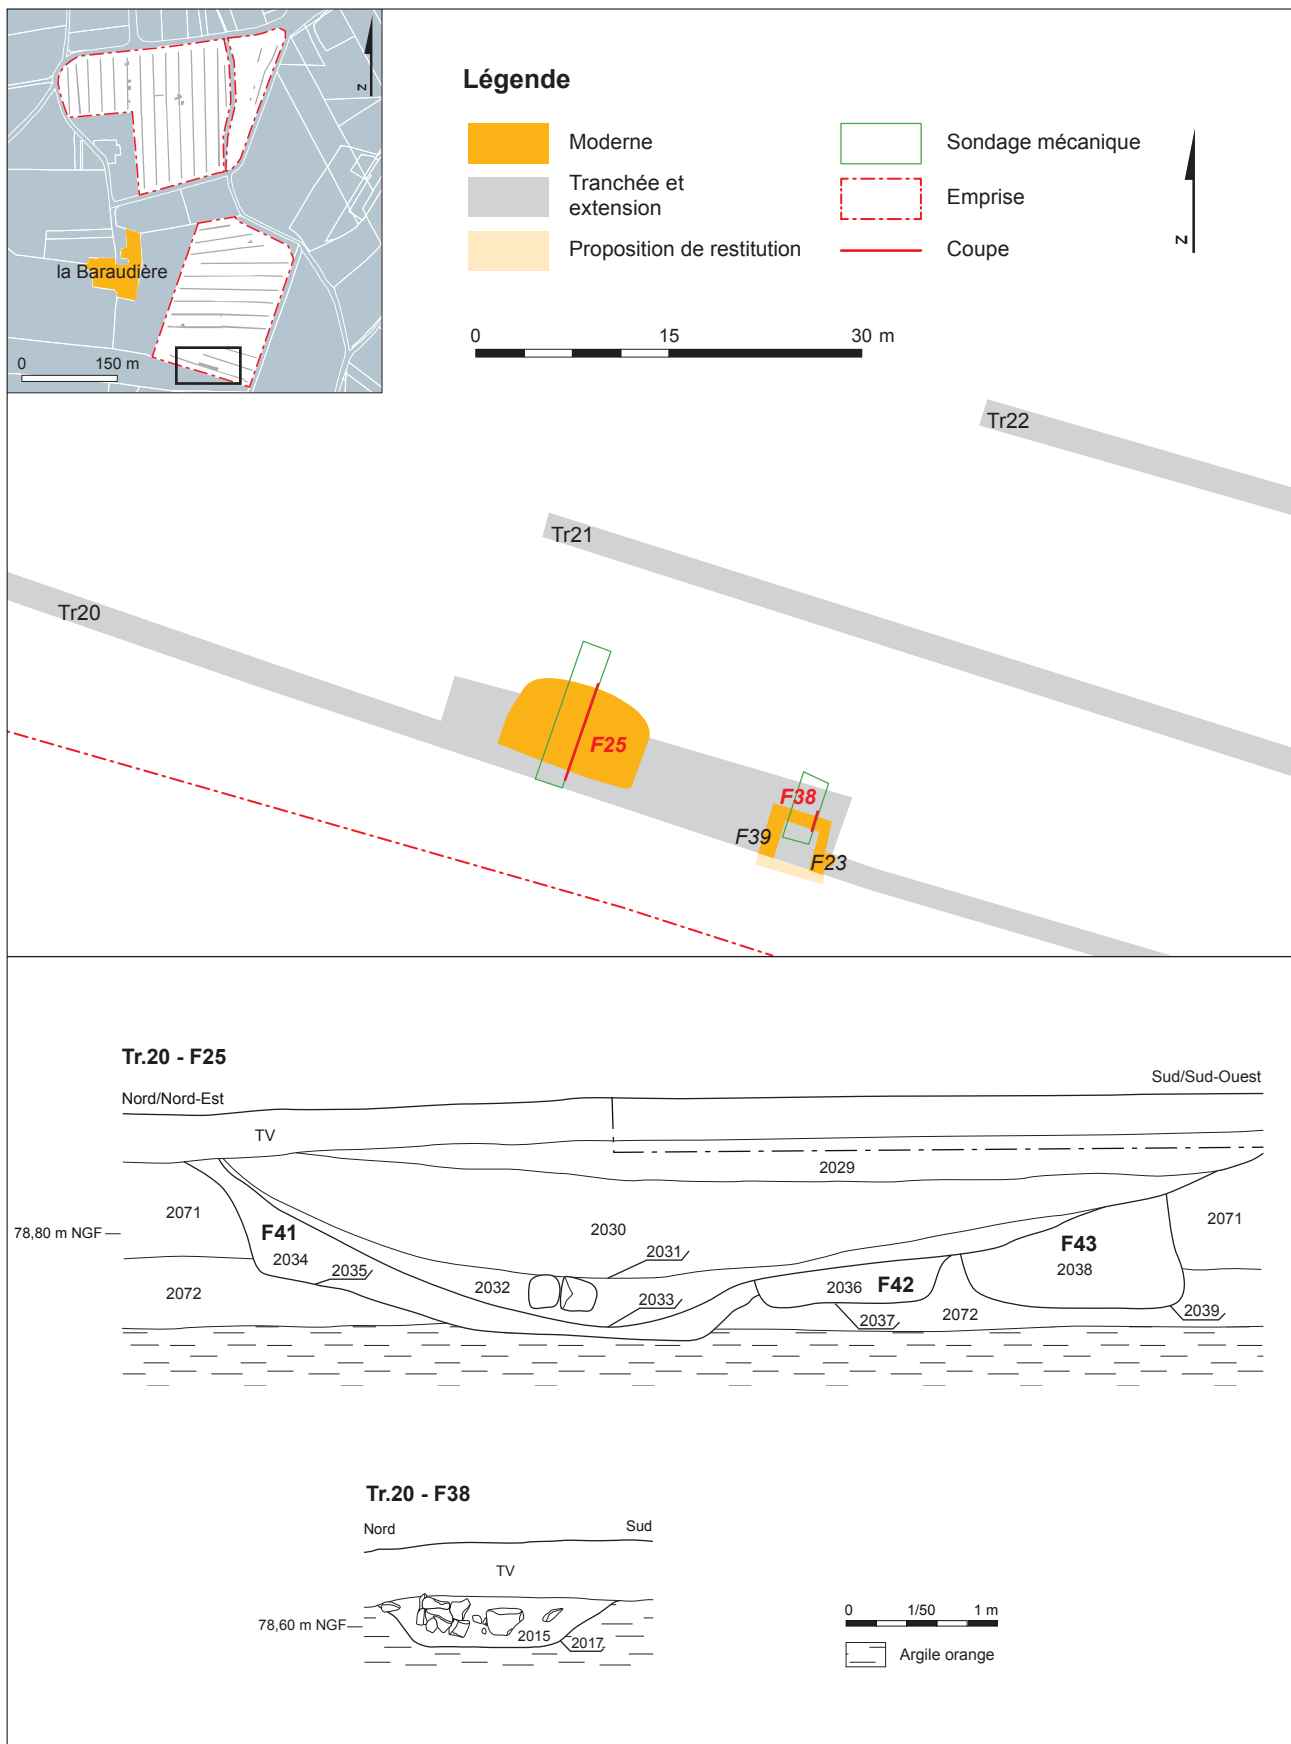 N
la Baraudière
0 150 m
Légende
Moderne
Tranchée et
extension
Proposition de restitution
Sondage mécanique
Emprise
Coupe
N
0 15 30 m
Tr22
Tr21
Tr20
F25
F38
F39
F23
Tr.20 - F25
Nord/Nord-Est
Sud/Sud-Ouest
TV
2029
2071
2030
2071
78,80 m NGF
F41
F43
2034
2031
2038
2035
2032
2036
F42
2072
2033
2037
2072
2039
Tr.20 - F38
Nord
Sud
TV
78,60 m NGF
2015
2017
0 1/50 1 m
Argile orange